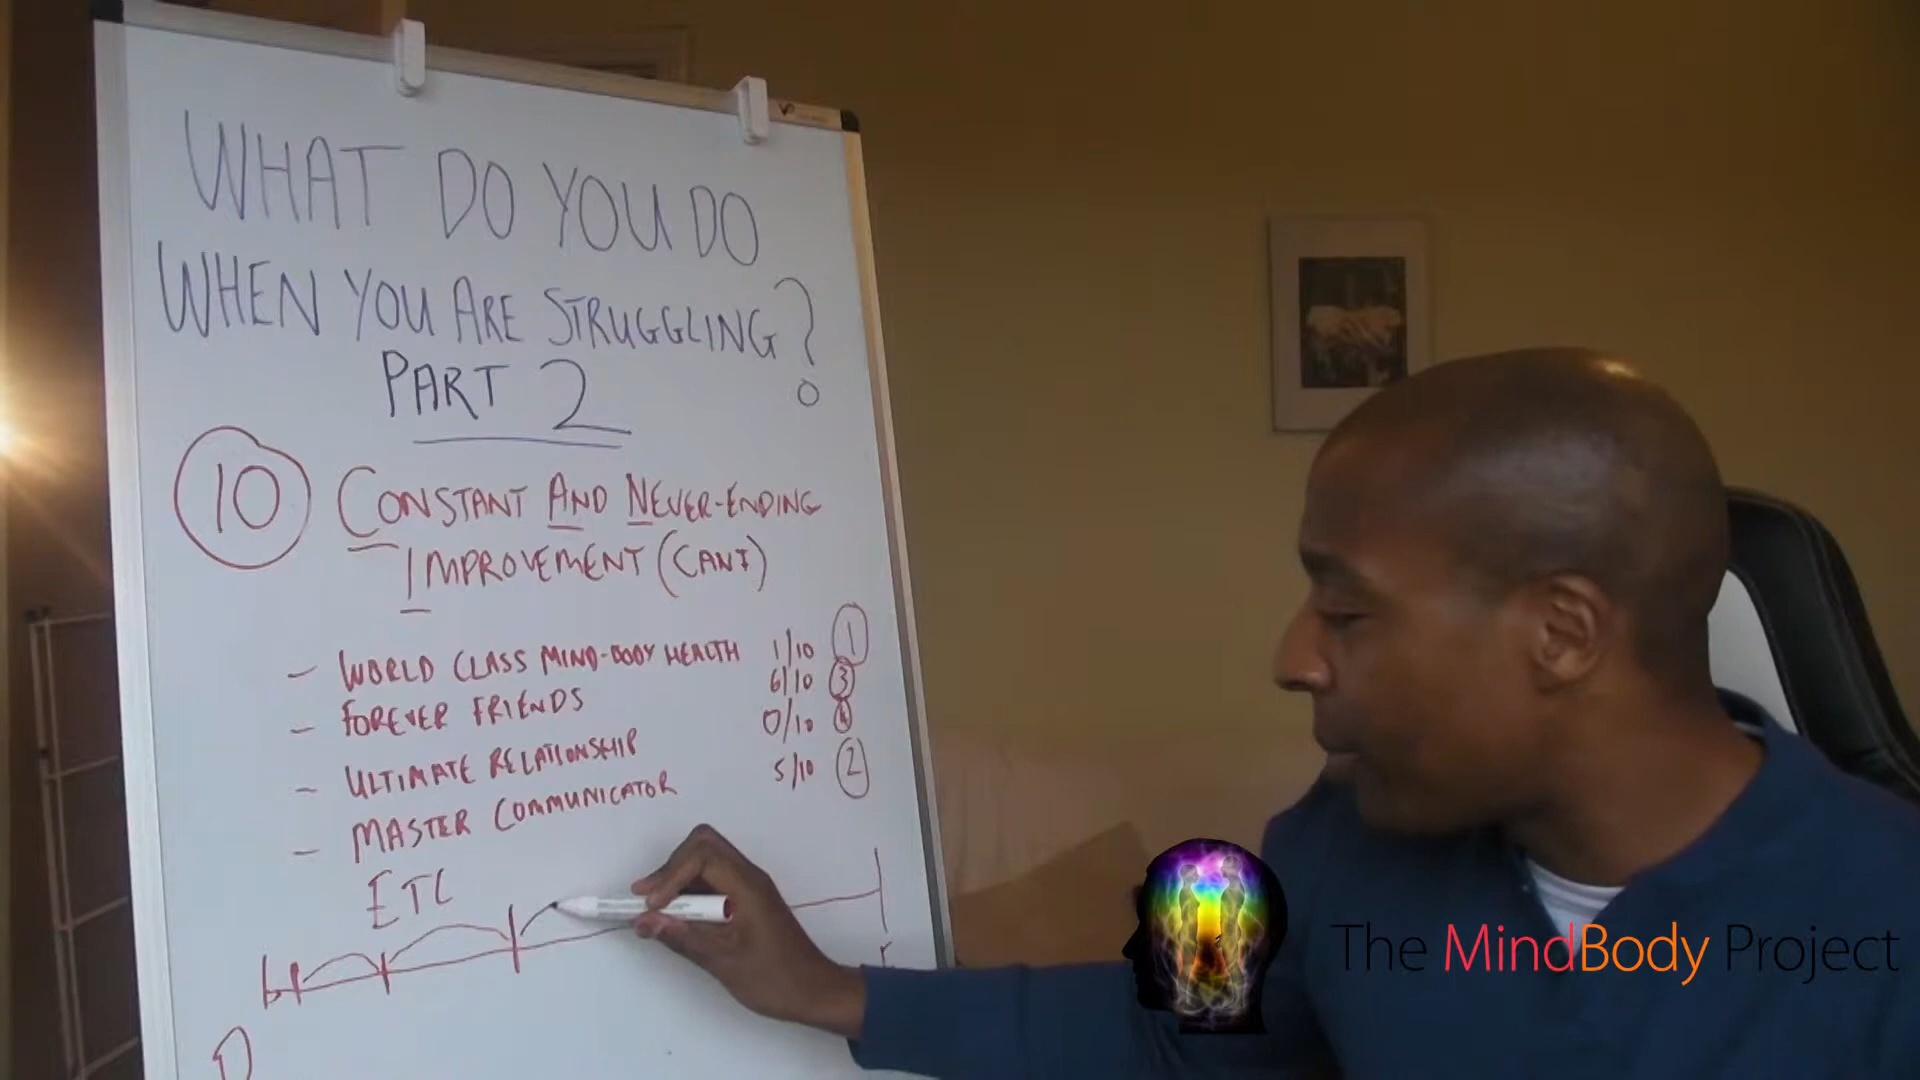 WHAT DO YOU DO
WHEN YOU ARE STRUGGLING?
PART 2
10 CONSTANT AND NEVER-ENDING
IMPROVEMENT (CANI)
- WORLD CLASS MIND-BODY HEALTH 1/10 1
- FOREVER FRIENDS 6/10 3
- ULTIMATE RELATIONSHIP 0/10 4
- MASTER COMMUNICATOR 5/10 2
ETC
The MindBody Project